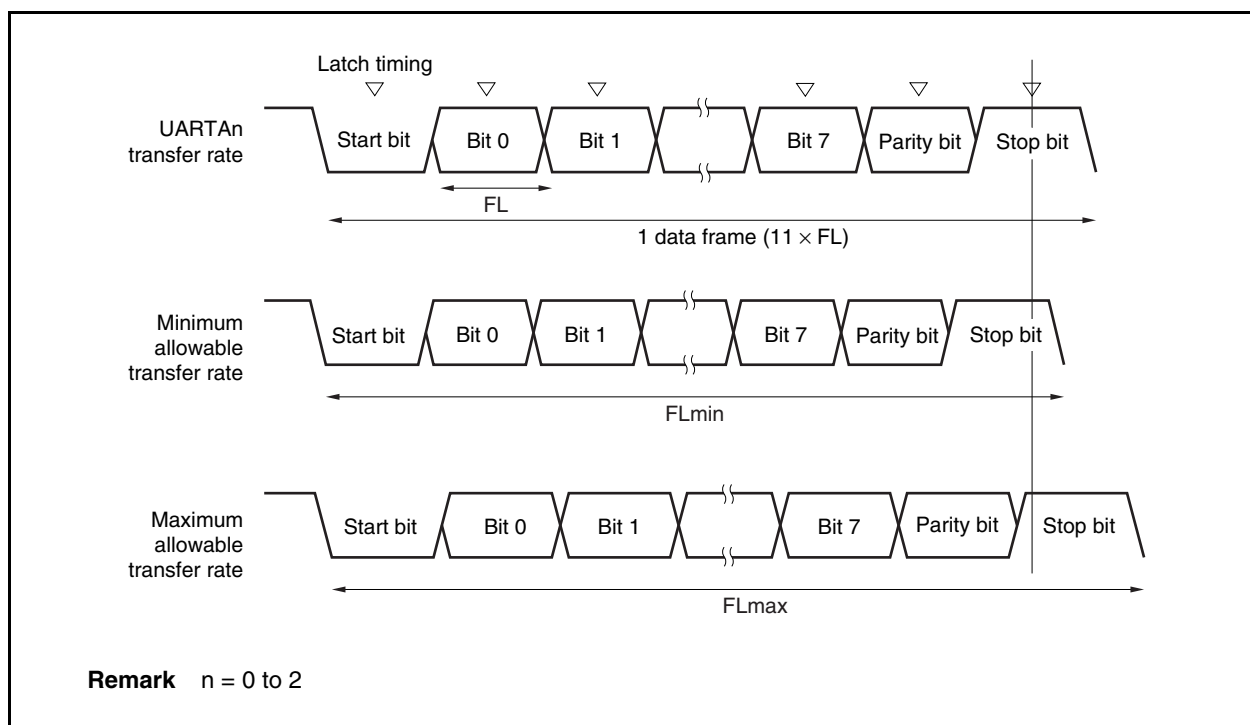 Latch timing
UARTAn
transfer rate
Start bit
Bit 0
Bit 1
Bit 7
Parity bit
Stop bit
FL
1 data frame (11 × FL)
Minimum
allowable
transfer rate
Start bit
Bit 0
Bit 1
Bit 7
Parity bit
Stop bit
FLmin
Maximum
allowable
transfer rate
Start bit
Bit 0
Bit 1
Bit 7
Parity bit
Stop bit
FLmax
Remark n = 0 to 2